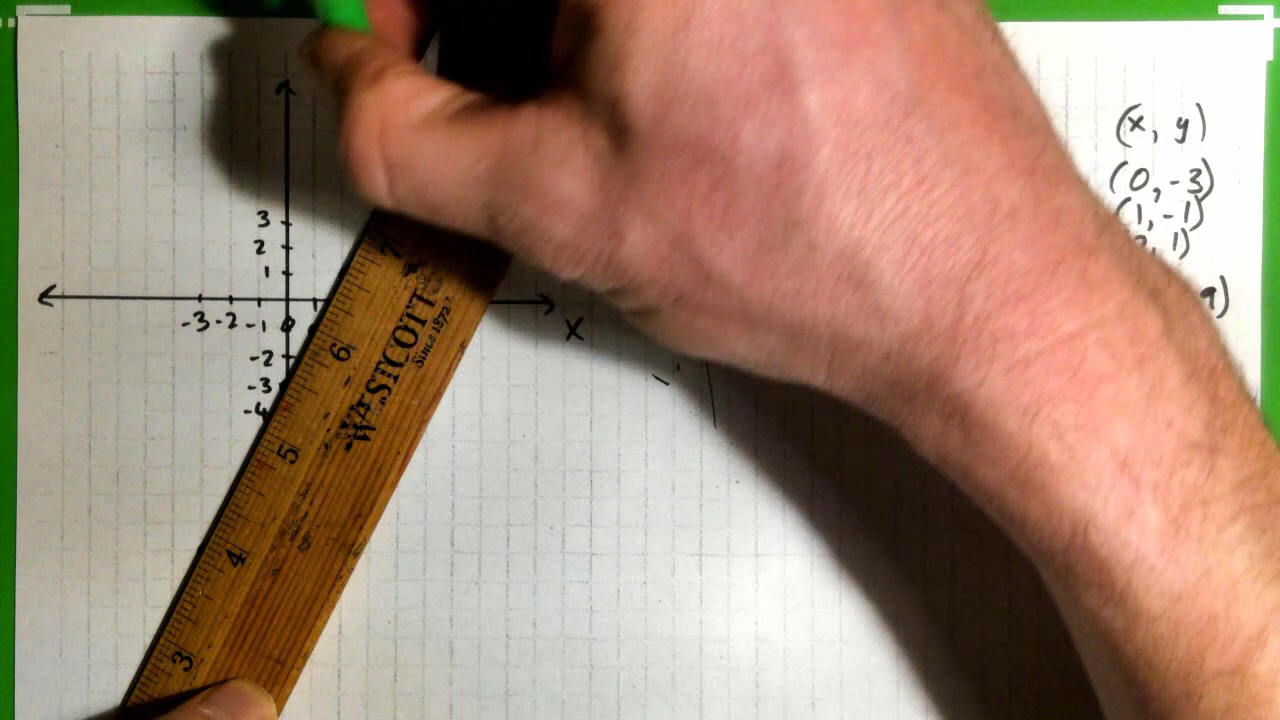 (x, y)
(0, -3)
(1, -1)
, 1)
3
2
1
-3 -2 -1 0
x
-2
-3
-4
7
6
5
4
3
WESTCOTT
Since 1872